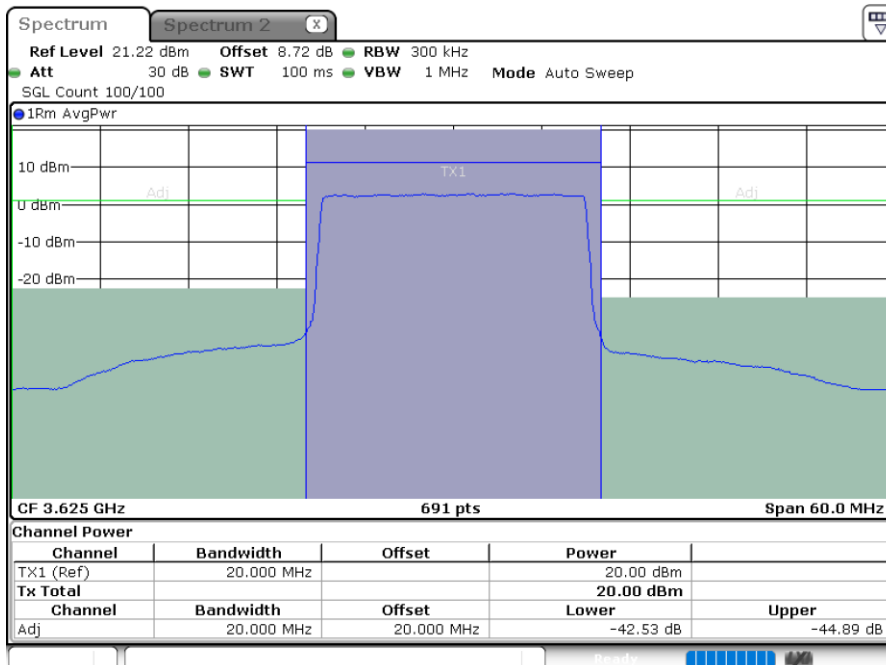 Spectrum Spectrum 2 X
Ref Level 21.22 dBm Offset 8.72 dB RBW 300 kHz
Att 30 dB SWT 100 ms VBW 1 MHz Mode Auto Sweep
SGL Count 100/100
1Rm AvgPwr
10 dBm
TX1
Adj Adj
0 dBm
-10 dBm
-20 dBm
CF 3.625 GHz 691 pts Span 60.0 MHz
Channel Power
Channel Bandwidth Offset Power
TX1 (Ref) 20.000 MHz 20.00 dBm
Tx Total 20.00 dBm
Channel Bandwidth Offset Lower Upper
Adj 20.000 MHz 20.000 MHz -42.53 dB -44.89 dB
Ready